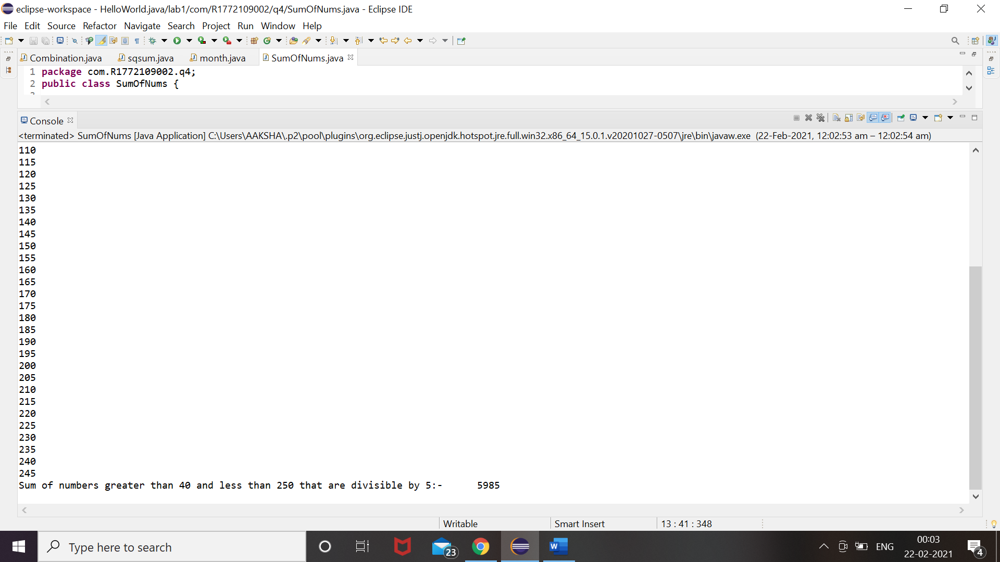 eclipse-workspace - HelloWorld.java/lab1/com/R1772109002/q4/SumOfNums.java - Eclipse IDE
File Edit Source Refactor Navigate Search Project Run Window Help
Combination.java sqsum.java month.java SumOfNums.java
1 package com.R1772109002.q4;
2 public class SumOfNums {
Console
<terminated> SumOfNums [Java Application] C:\Users\AAKSHA\.p2\pool\plugins\org.eclipse.justj.openjdk.hotspot.jre.full.win32.x86_64_15.0.1.v20201027-0507\jre\bin\javaw.exe (22-Feb-2021, 12:02:53 am – 12:02:54 am)
110
115
120
125
130
135
140
145
150
155
160
165
170
175
180
185
190
195
200
205
210
215
220
225
230
235
240
245
Sum of numbers greater than 40 and less than 250 that are divisible by 5:- 5985
Writable Smart Insert 13 : 41 : 348
Type here to search 23 W ENG 00:03 4
22-02-2021